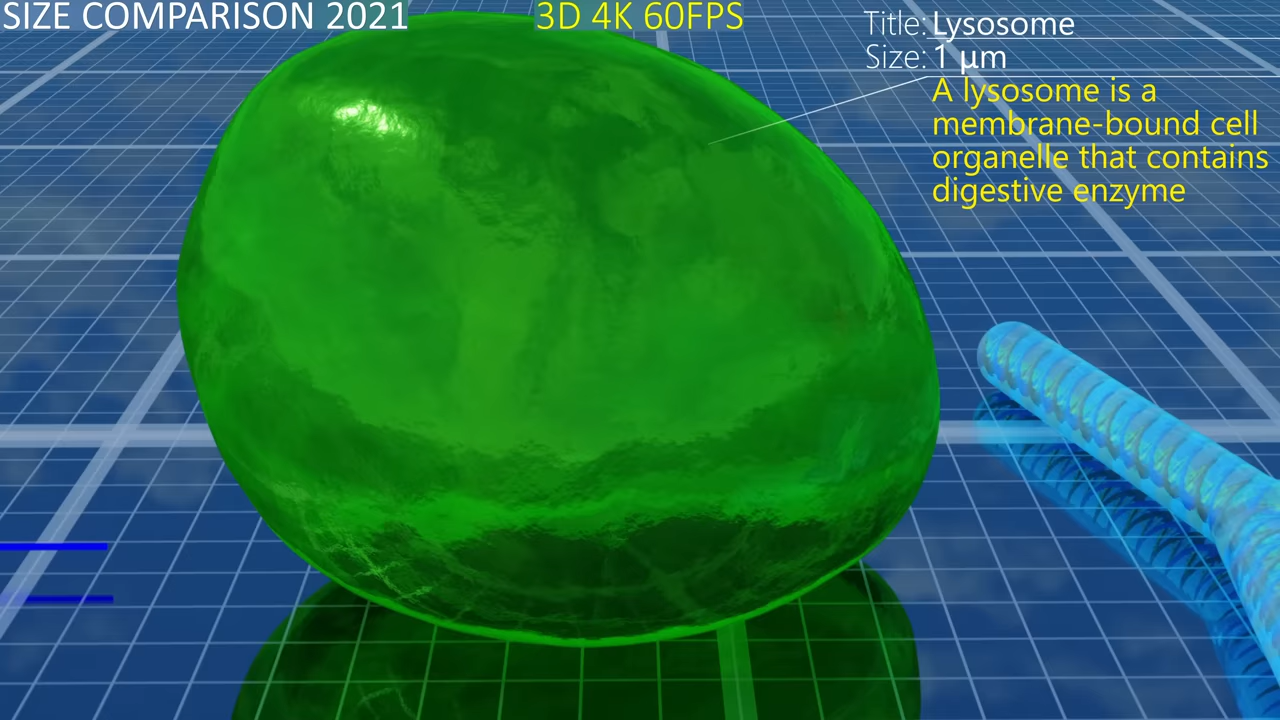 SIZE COMPARISON 2021
3D 4K 60FPS
Title: Lysosome
Size: 1 μm
A lysosome is a
membrane-bound cell
organelle that contains
digestive enzyme